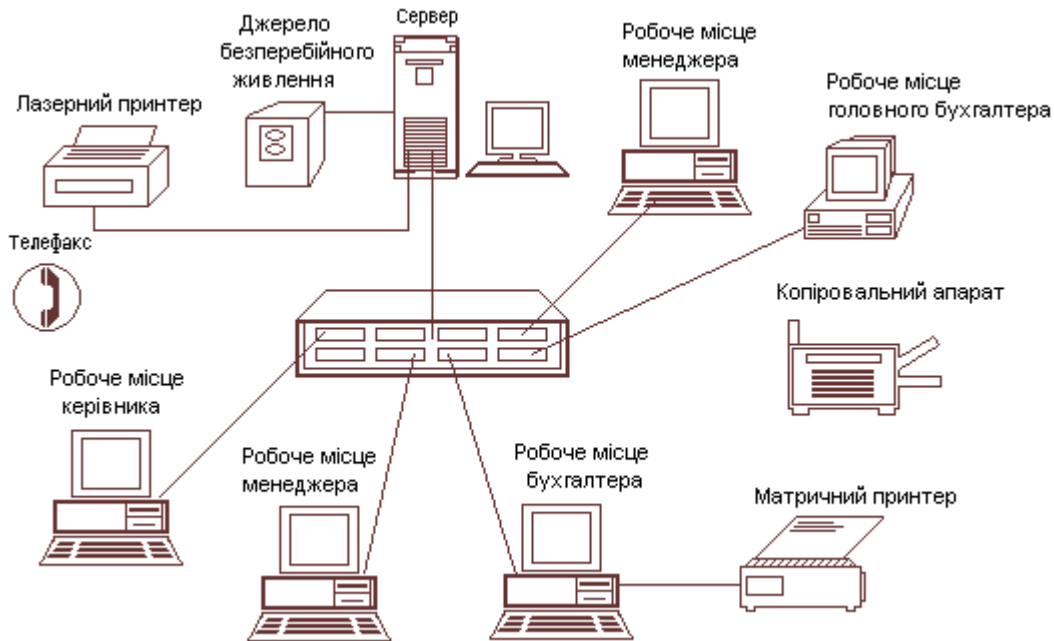 Сервер
Джерело
безперебійного
живлення
Робоче місце
менеджера
Робоче місце
головного бухгалтера
Лазерний принтер
Телефакс
Копіровальний апарат
Робоче місце
керівника
Робоче місце
менеджера
Робоче місце
бухгалтера
Матричний принтер